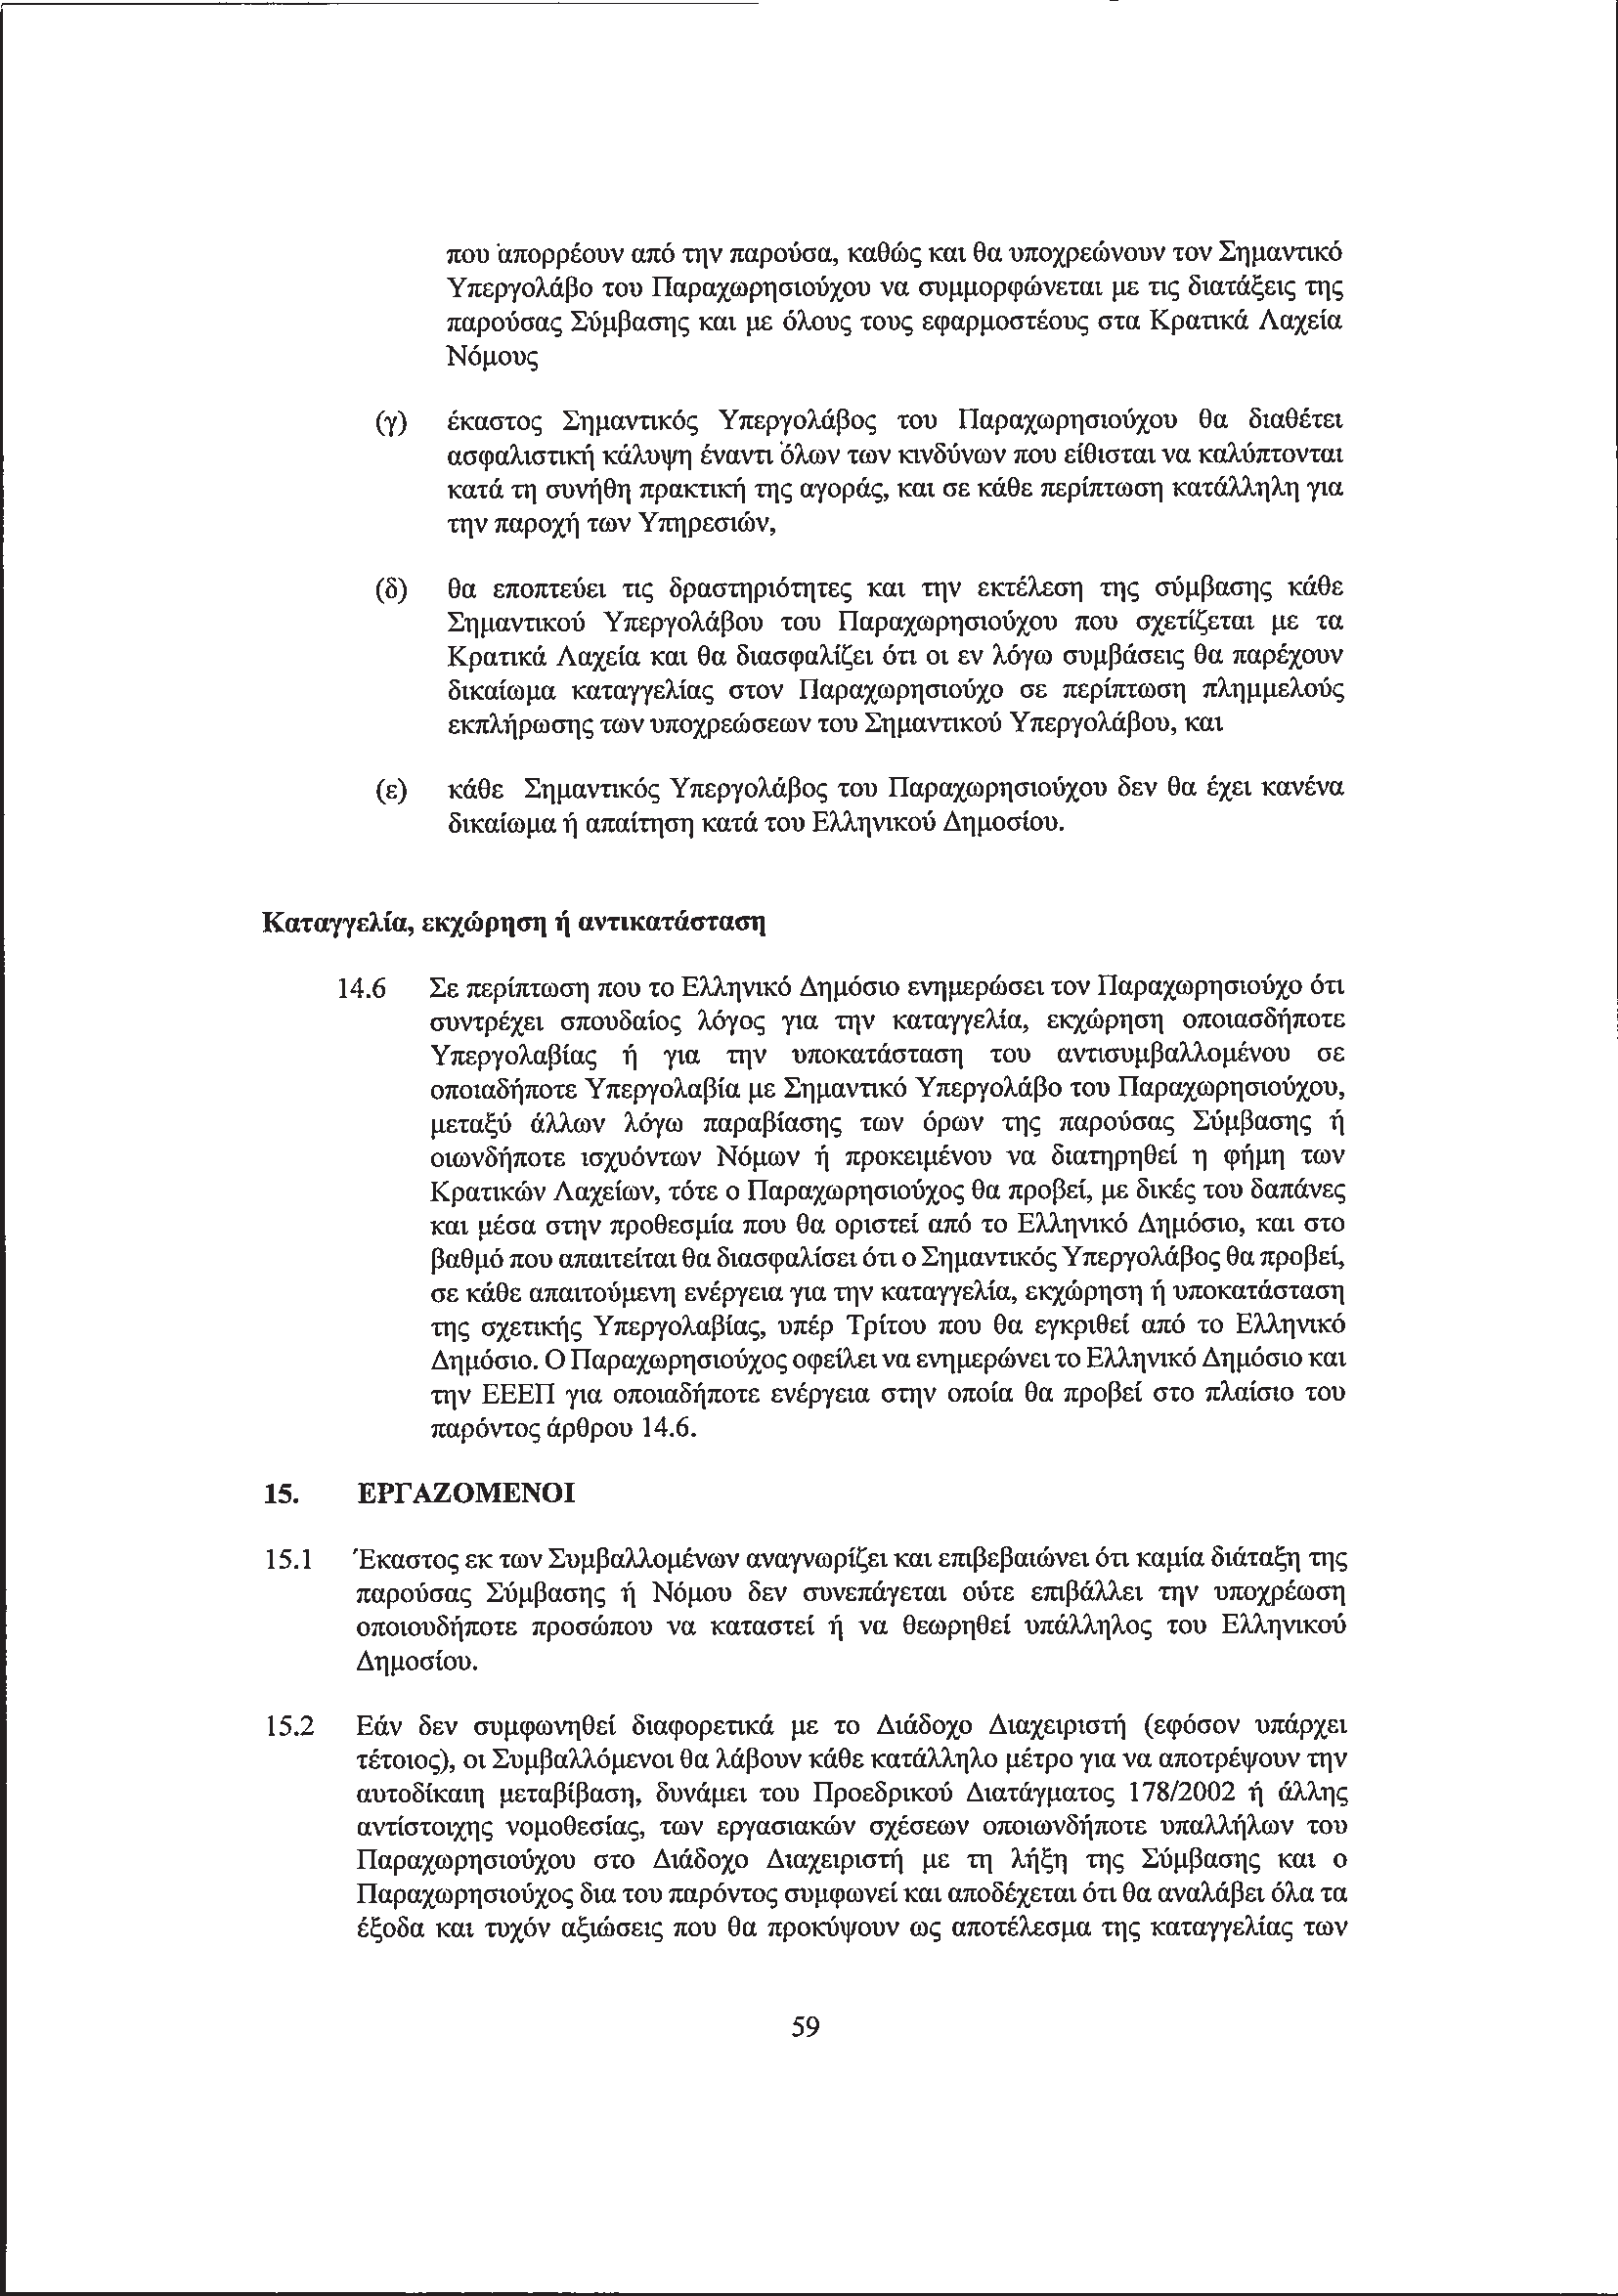 που απορρέουν από την παρούσα, καθώς και θα υποχρεώνουν τον Σημαντικό
Υπεργολάβο του Παραχωρησιούχου να συμμορφώνεται με τις διατάξεις της
παρούσας Σύμβασης και με όλους τους εφαρμοστέους στα Κρατικά Λαχεία
Νόμους
(γ) έκαστος Σημαντικός Υπεργολάβος του Παραχωρησιούχου θα διαθέτει
ασφαλιστική κάλυψη έναντι όλων των κινδύνων που είθισται να καλύπτονται
κατά τη συνήθη πρακτική της αγοράς, και σε κάθε περίπτωση κατάλληλη για
την παροχή των Υπηρεσιών,
(δ) θα εποπτεύει τις δραστηριότητες και την εκτέλεση της σύμβασης κάθε
Σημαντικού Υπεργολάβου του Παραχωρησιούχου που σχετίζεται με τα
Κρατικά Λαχεία και θα διασφαλίζει ότι οι εν λόγω συμβάσεις θα παρέχουν
δικαίωμα καταγγελίας στον Παραχωρησιούχο σε περίπτωση πλημμελούς
εκπλήρωσης των υποχρεώσεων του Σημαντικού Υπεργολάβου, και
(ε) κάθε Σημαντικός Υπεργολάβος του Παραχωρησιούχου δεν θα έχει κανένα
δικαίωμα ή απαίτηση κατά του Ελληνικού Δημοσίου.
Καταγγελία, εκχώρηση ή αντικατάσταση
14.6 Σε περίπτωση που το Ελληνικό Δημόσιο ενημερώσει τον Παραχωρησιούχο ότι
συντρέχει σπουδαίος λόγος για την καταγγελία, εκχώρηση οποιασδήποτε
Υπεργολαβίας ή για την υποκατάσταση του αντισυμβαλλομένου σε
οποιαδήποτε Υπεργολαβία με Σημαντικό Υπεργολάβο του Παραχωρησιούχου,
μεταξύ άλλων λόγω παραβίασης των όρων της παρούσας Σύμβασης ή
οιωνδήποτε ισχυόντων Νόμων ή προκειμένου να διατηρηθεί η φήμη των
Κρατικών Λαχείων, τότε ο Παραχωρησιούχος θα προβεί, με δικές του δαπάνες
και μέσα στην προθεσμία που θα οριστεί από το Ελληνικό Δημόσιο, και στο
βαθμό που απαιτείται θα διασφαλίσει ότι ο Σημαντικός Υπεργολάβος θα προβεί,
σε κάθε απαιτούμενη ενέργεια για την καταγγελία, εκχώρηση ή υποκατάσταση
της σχετικής Υπεργολαβίας, υπέρ Τρίτου που θα εγκριθεί από το Ελληνικό
Δημόσιο. Ο Παραχωρησιούχος οφείλει να ενημερώνει το Ελληνικό Δημόσιο και
την ΕΕΕΠ για οποιαδήποτε ενέργεια στην οποία θα προβεί στο πλαίσιο του
παρόντος άρθρου 14.6.
15. ΕΡΓΑΖΟΜΕΝΟΙ
15.1 Έκαστος εκ των Συμβαλλομένων αναγνωρίζει και επιβεβαιώνει ότι καμία διάταξη της
παρούσας Σύμβασης ή Νόμου δεν συνεπάγεται ούτε επιβάλλει την υποχρέωση
οποιουδήποτε προσώπου να καταστεί ή να θεωρηθεί υπάλληλος του Ελληνικού
Δημοσίου.
15.2 Εάν δεν συμφωνηθεί διαφορετικά με το Διάδοχο Διαχειριστή (εφόσον υπάρχει
τέτοιος), οι Συμβαλλόμενοι θα λάβουν κάθε κατάλληλο μέτρο για να αποτρέψουν την
αυτοδίκαιη μεταβίβαση, δυνάμει του Προεδρικού Διατάγματος 178/2002 ή άλλης
αντίστοιχης νομοθεσίας, των εργασιακών σχέσεων οποιωνδήποτε υπαλλήλων του
Παραχωρησιούχου στο Διάδοχο Διαχειριστή με τη λήξη της Σύμβασης και ο
Παραχωρησιούχος δια του παρόντος συμφωνεί και αποδέχεται ότι θα αναλάβει όλα τα
έξοδα και τυχόν αξιώσεις που θα προκύψουν ως αποτέλεσμα της καταγγελίας των
59